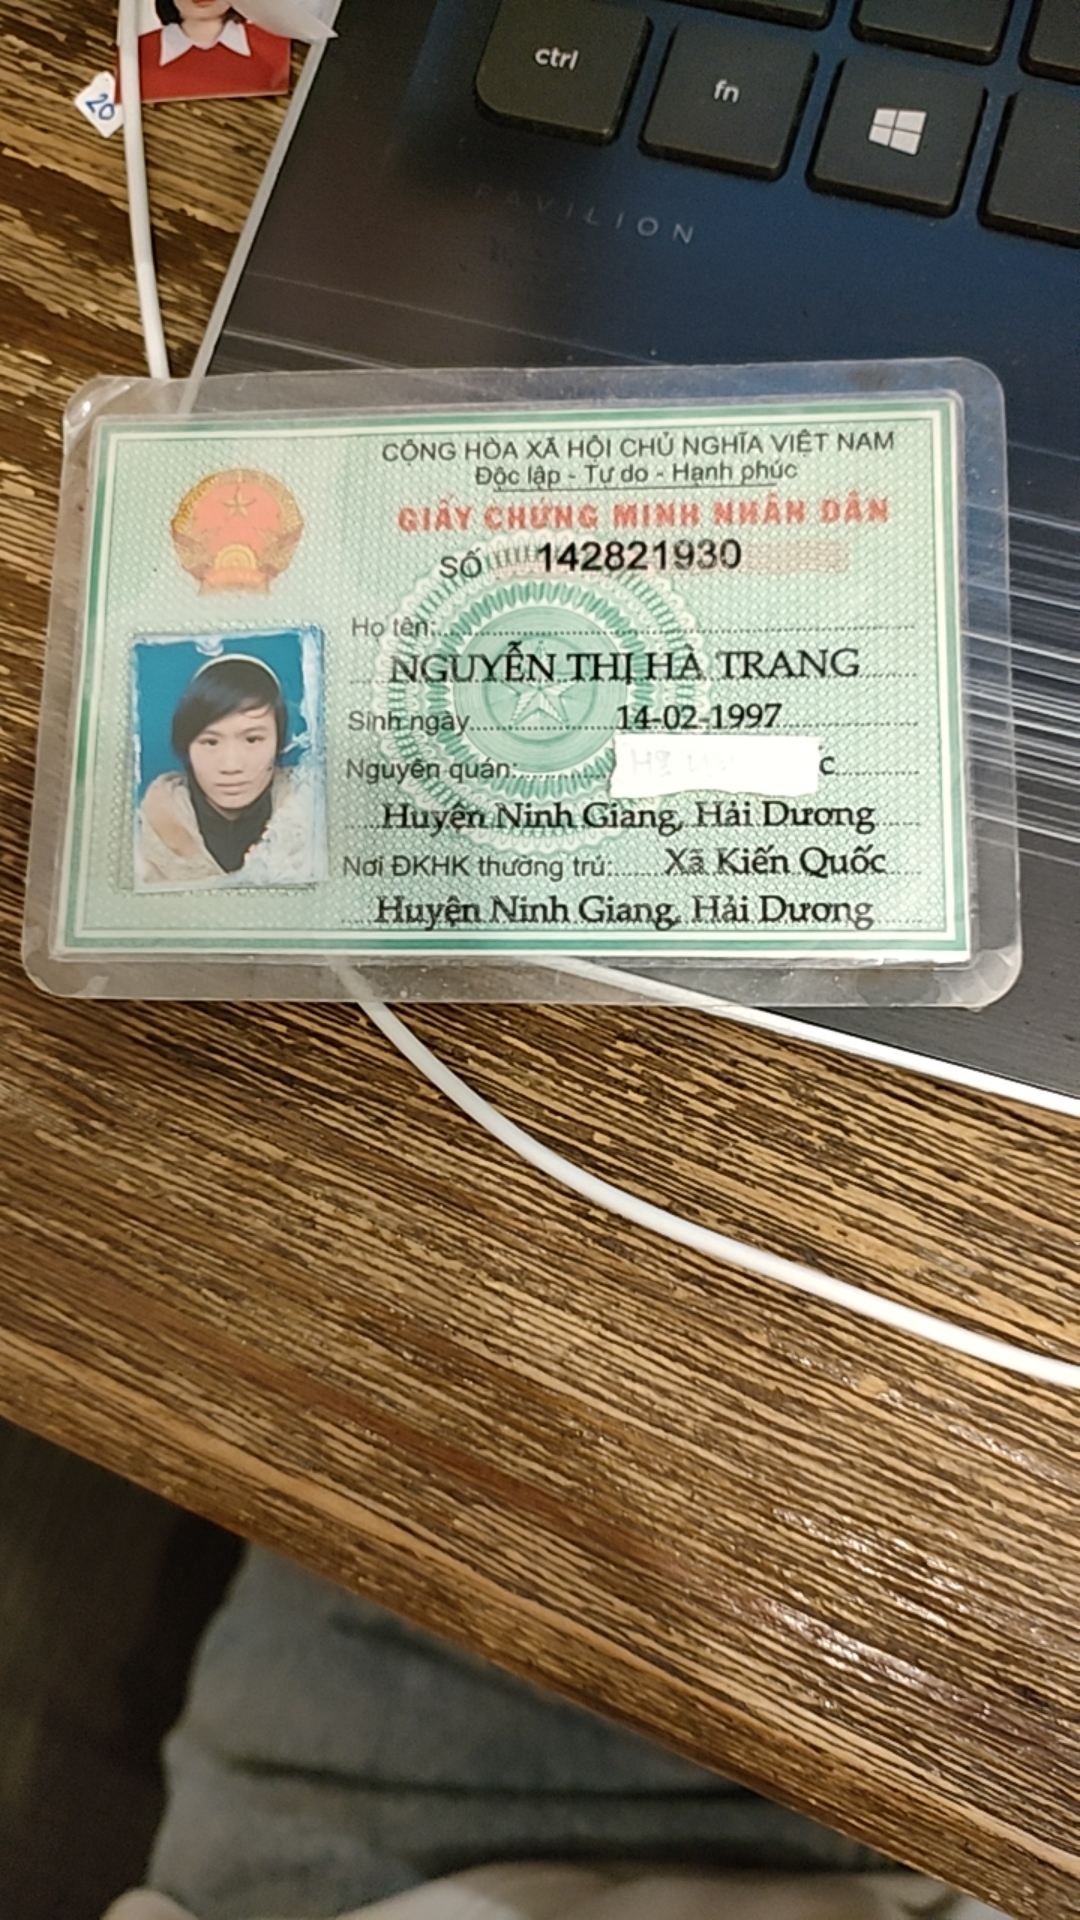 ctrl
fn
PAVILION
20
CỘNG HÒA XÃ HỘI CHỦ NGHĨA VIỆT NAM
Độc lập - Tự do - Hạnh phúc
GIẤY CHỨNG MINH NHÂN DÂN
SỐ 142821930
Họ tên:
NGUYỄN THỊ HÀ TRANG
Sinh ngày 14-02-1997
Nguyên quán: c
Huyện Ninh Giang, Hải Dương
Nơi ĐKHK thường trú: Xã Kiến Quốc
Huyện Ninh Giang, Hải Dương